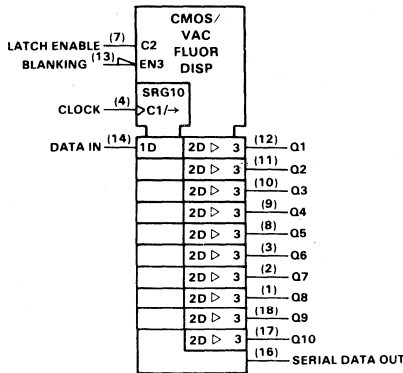 CMOS/
VAC
FLUOR
DISP
LATCH ENABLE (7) C2
BLANKING (13) EN3
SRG10
CLOCK (4) C1/→
DATA IN (14) 1D 2D ▷ 3 (12) Q1
2D ▷ 3 (11) Q2
2D ▷ 3 (10) Q3
2D ▷ 3 (9) Q4
2D ▷ 3 (8) Q5
2D ▷ 3 (3) Q6
2D ▷ 3 (2) Q7
2D ▷ 3 (1) Q8
2D ▷ 3 (18) Q9
2D ▷ 3 (17) Q10
(16) SERIAL DATA OUT